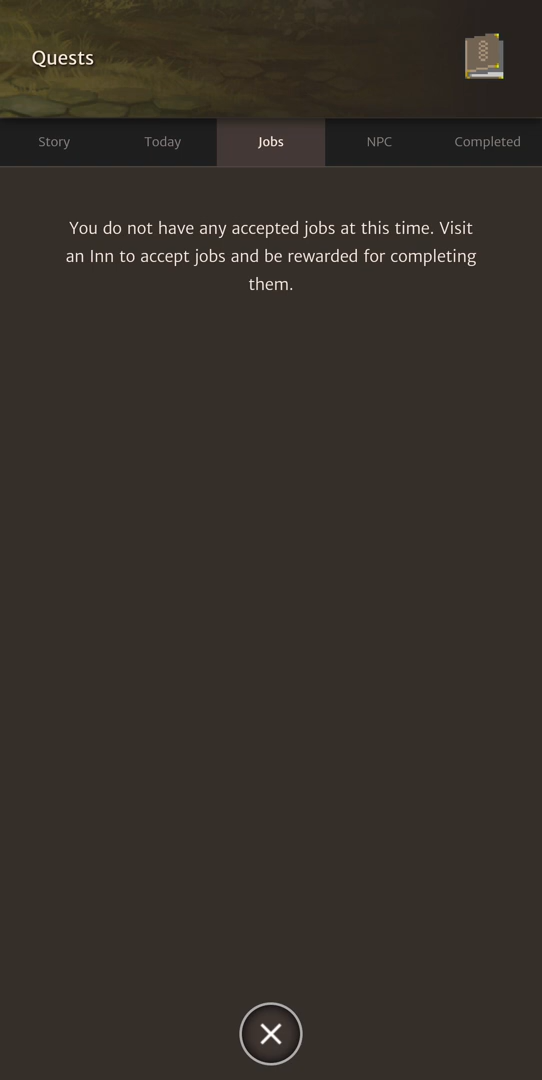 Quests
Story
Today
Jobs
NPC
Completed
You do not have any accepted jobs at this time. Visit
an Inn to accept jobs and be rewarded for completing
them.